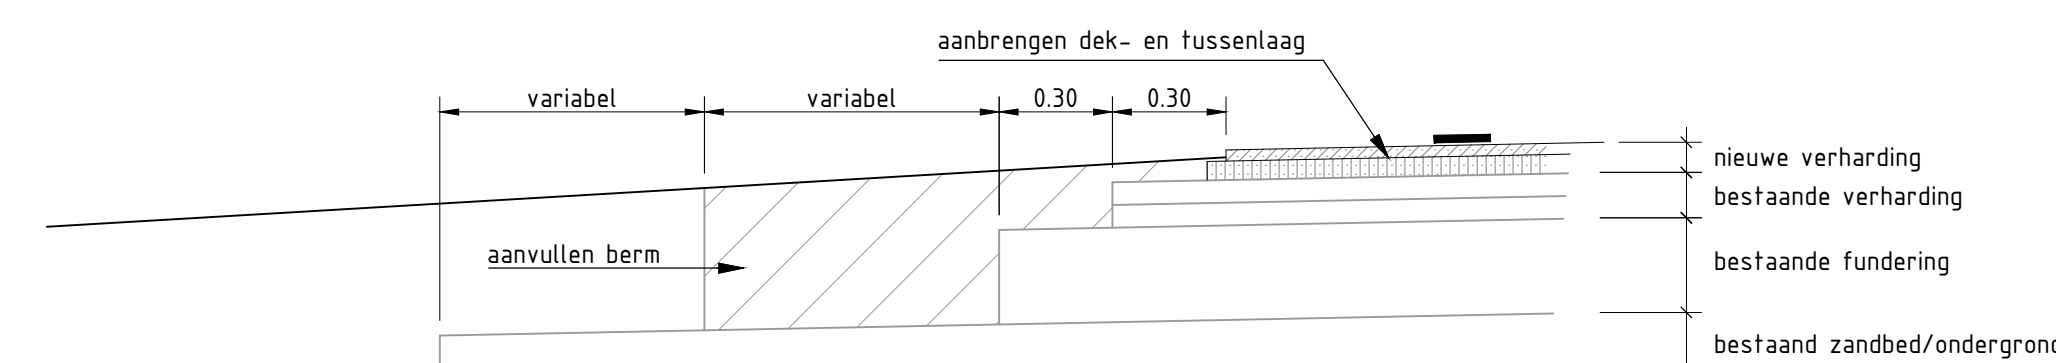 aanbrengen dek- en tussenlaag
variabel
variabel
0.30
0.30
nieuwe verharding
bestaande verharding
aanvullen berm
bestaande fundering
bestaand zandbed/ondergrond